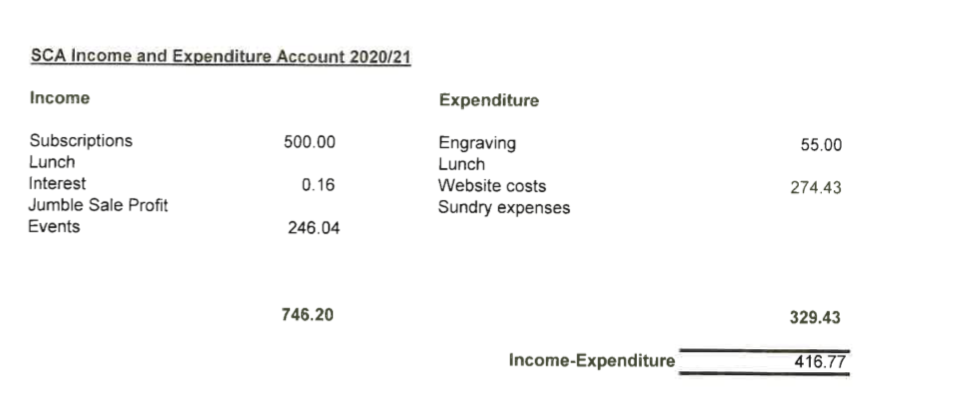 SCA Income and Expenditure Account 2020/21
Income Expenditure
Subscriptions 500.00 Engraving 55.00
Lunch Lunch
Interest 0.16 Website costs 274.43
Jumble Sale Profit Sundry expenses
Events 246.04
746.20 329.43
Income-Expenditure 416.77